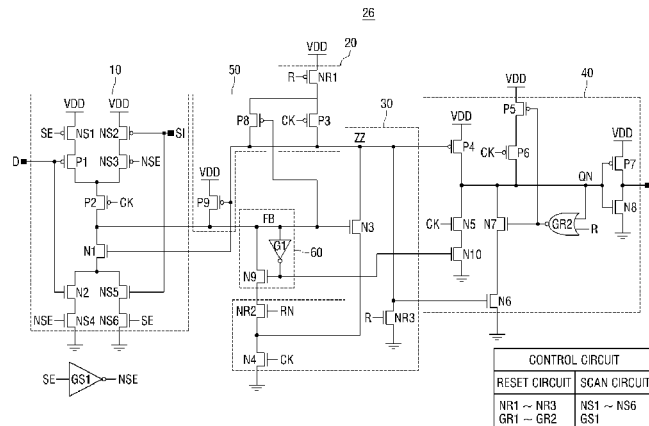 26
VDD
20
10
50
R
NR1
40
VDD
VDD
30
VDD
SE
NS1
NS2
SI
P8
CK
P3
VDD
P5
VDD
D
P1
NS3
NSE
ZZ
P4
CK
P6
P7
P2
CK
VDD
P9
QN
FB
N3
CK
N5
N7
GR2
R
N8
N1
G1
60
N9
N10
N2
NS5
NR2
RN
R
NR3
N6
NSE
NS4
NS6
SE
N4
CK
SE
GS1
NSE
CONTROL CIRCUIT
RESET CIRCUIT SCAN CIRCUIT
NR1 ~ NR3 NS1 ~ NS6
GR1 ~ GR2 GS1